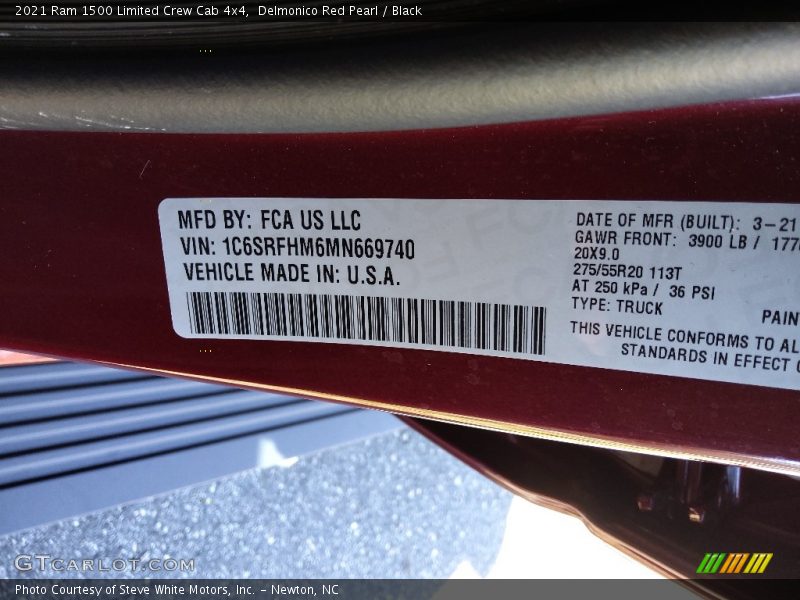 2021 Ram 1500 Limited Crew Cab 4x4, Delmonico Red Pearl / Black
MFD BY: FCA US LLC
VIN: 1C6SRFHM6MN669740
VEHICLE MADE IN: U.S.A.
DATE OF MFR (BUILT): 3-21
GAWR FRONT: 3900 LB /
20X9.0
275/55R20 113T
AT 250 kPa / 36 PSI
TYPE: TRUCK
THIS VEHICLE CONFORMS TO
STANDARDS IN EFFECT
GTCARLOT.COM
Photo Courtesy of Steve White Motors, Inc. - Newton, NC